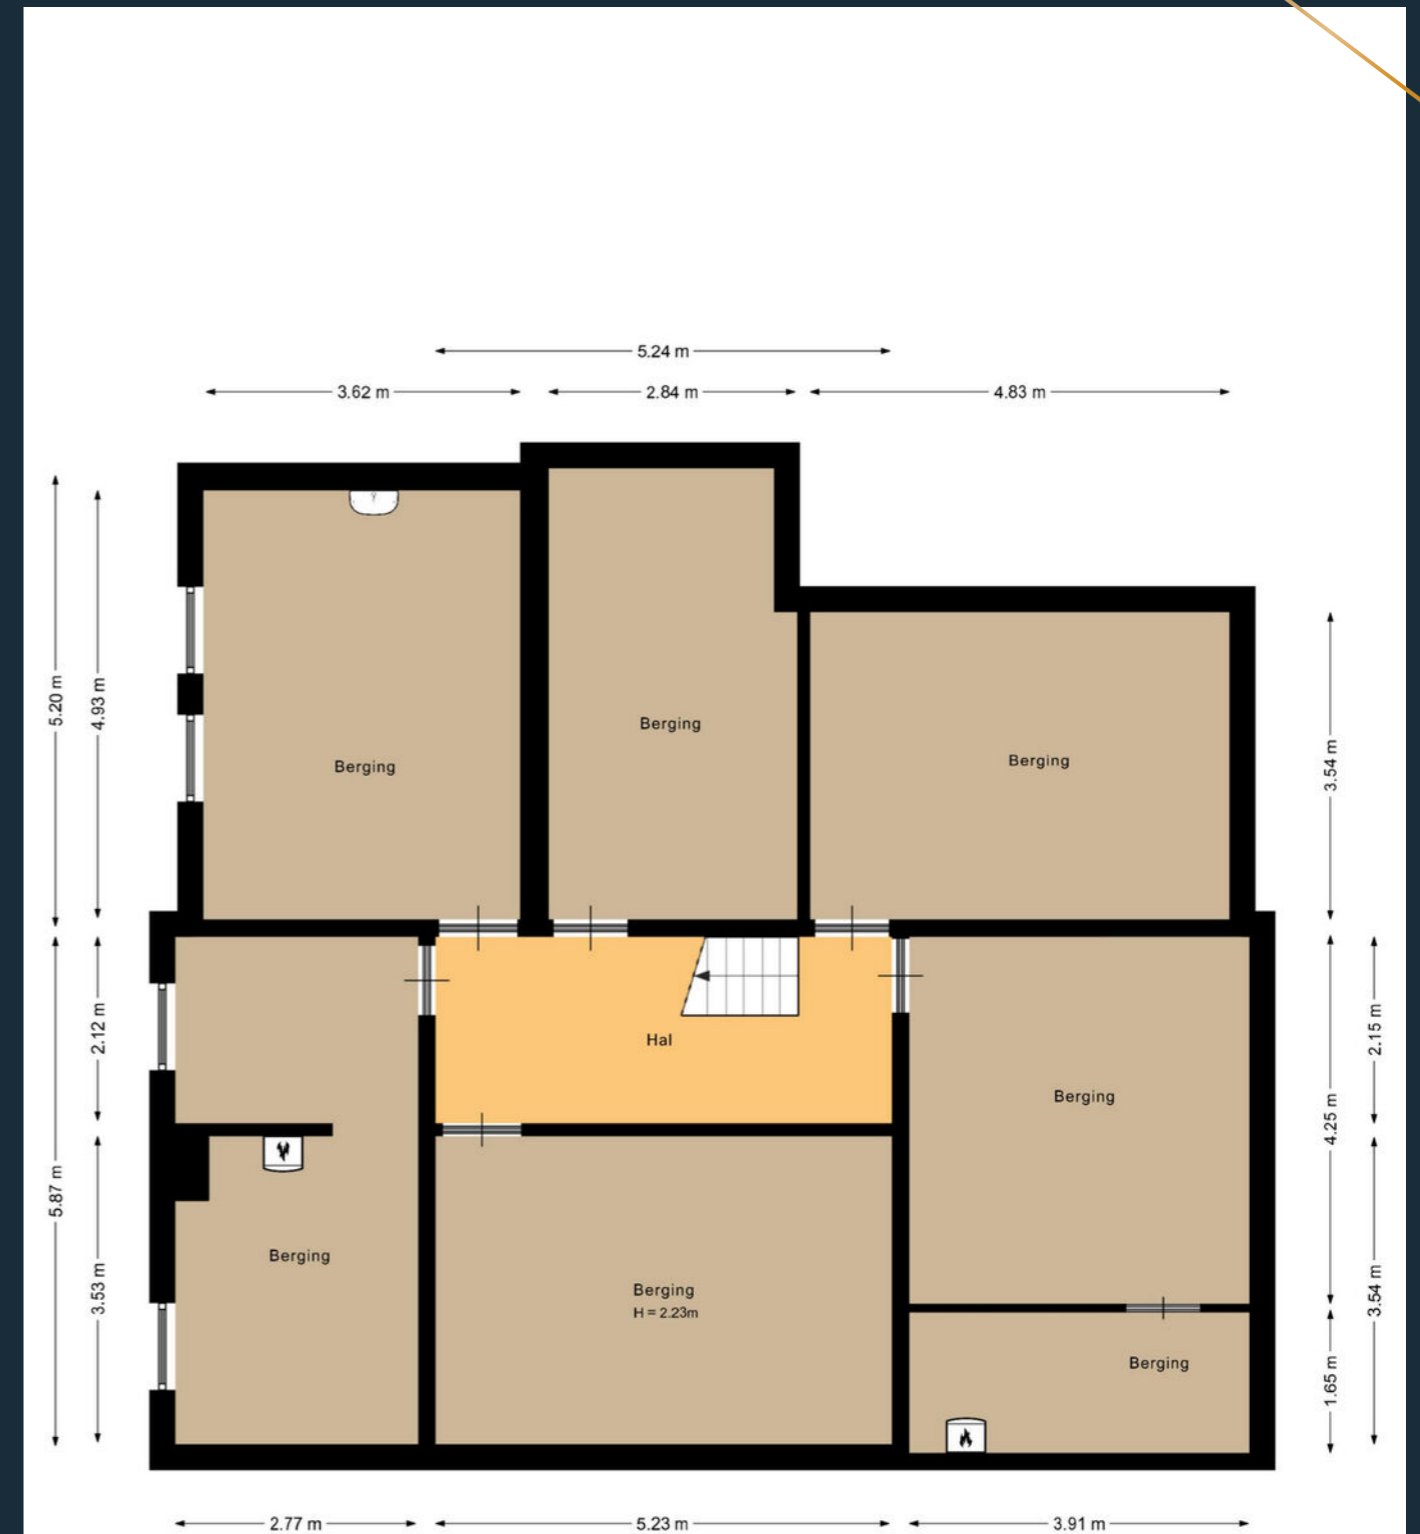 5.24 m
3.62 m
2.84 m
4.83 m
5.20 m
4.93 m
3.54 m
Berging
Berging
Berging
2.12 m
2.15 m
Hal
4.25 m
Berging
5.87 m
3.53 m
Berging
Berging
H = 2.23m
3.54 m
Berging
1.65 m
2.77 m
5.23 m
3.91 m